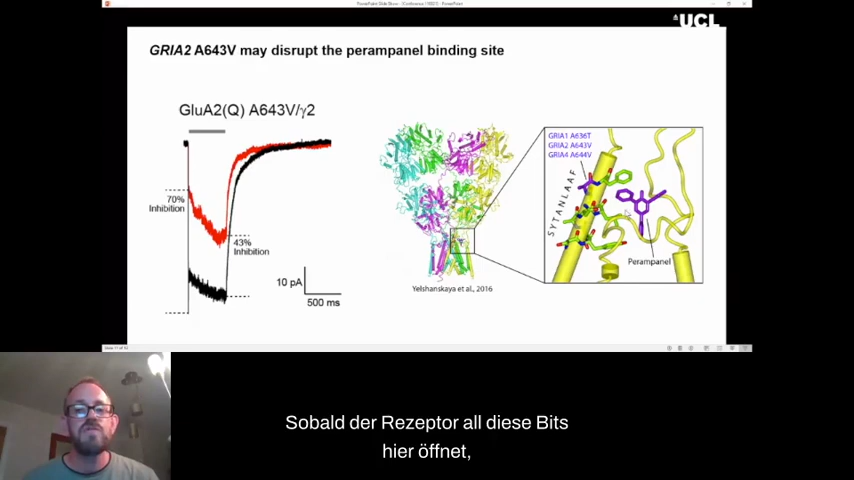 UCL
GRIA2 A643V may disrupt the perampanel binding site
GluA2(Q) A643V/γ2
70%
Inhibition
43%
Inhibition
10 pA
500 ms
GRIA1 A636T
GRIA2 A643V
GRIA4 A644V
SYTANLAAF
Perampanel
Yelshanskaya et al., 2016
Sobald der Rezeptor all diese Bits
hier öffnet,